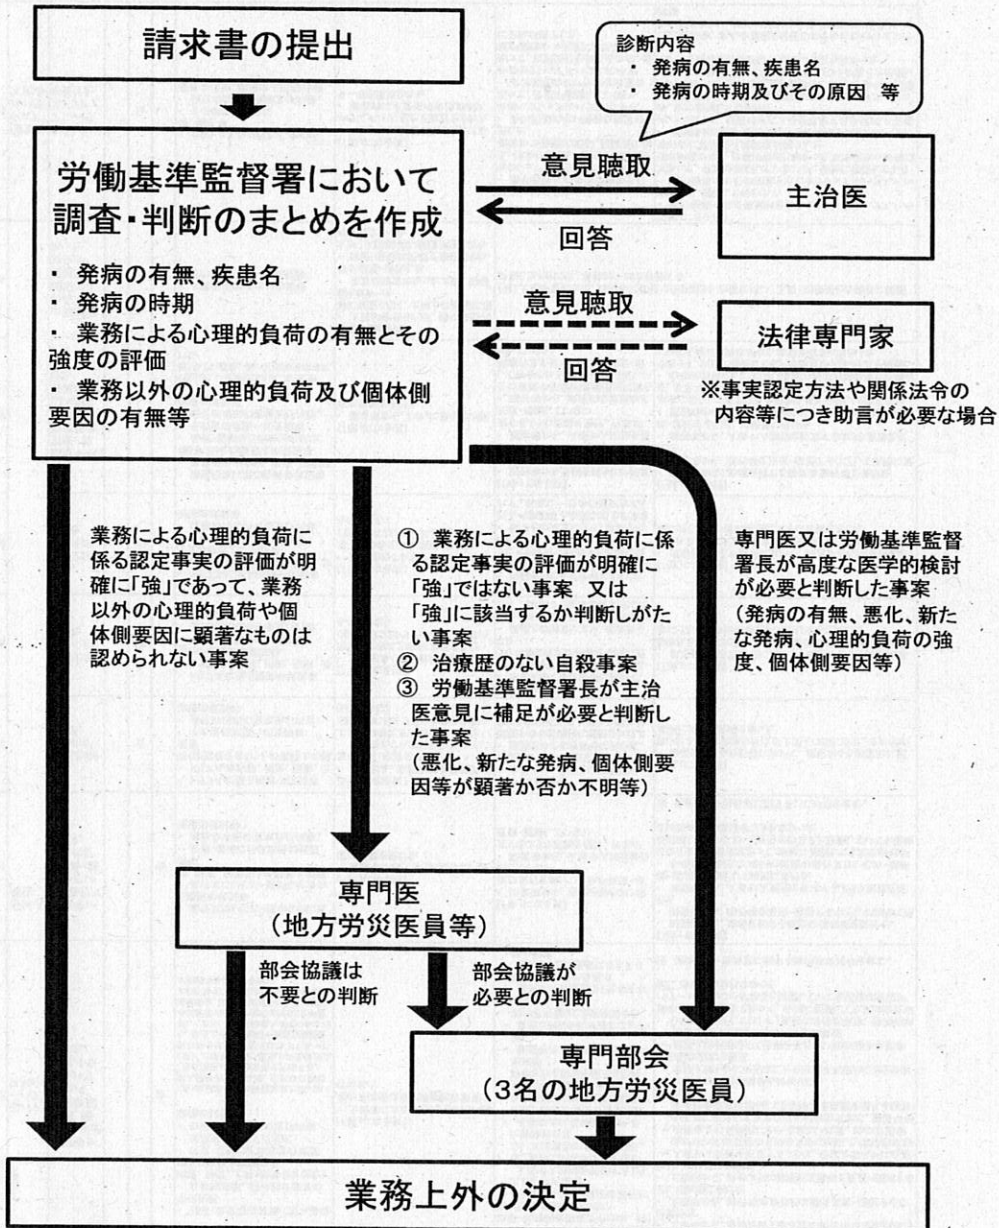 請求書の提出
診断内容
・ 発病の有無、疾患名
・ 発病の時期及びその原因 等
労働基準監督署において
調査・判断のまとめを作成
・ 発病の有無、疾患名
・ 発病の時期
・ 業務による心理的負荷の有無とその
強度の評価
・ 業務以外の心理的負荷及び個体側
要因の有無等
意見聴取
回答
主治医
意見聴取
回答
法律専門家
※事実認定方法や関係法令の
内容等につき助言が必要な場合
業務による心理的負荷に
係る認定事実の評価が明
確に「強」であって、業務
以外の心理的負荷や個
体側要因に顕著なものは
認められない事案
① 業務による心理的負荷に係
る認定事実の評価が明確に
「強」ではない事案 又は
「強」に該当するか判断しがた
い事案
② 治療歴のない自殺事案
③ 労働基準監督署長が主治
医意見に補足が必要と判断し
た事案
(悪化、新たな発病、個体側要
因等が顕著か否か不明等)
専門医又は労働基準監督
署長が高度な医学的検討
が必要と判断した事案
(発病の有無、悪化、新た
な発病、心理的負荷の強
度、個体側要因等)
専門医
(地方労災医員等)
部会協議は
不要との判断
部会協議が
必要との判断
専門部会
(3名の地方労災医員)
業務上外の決定